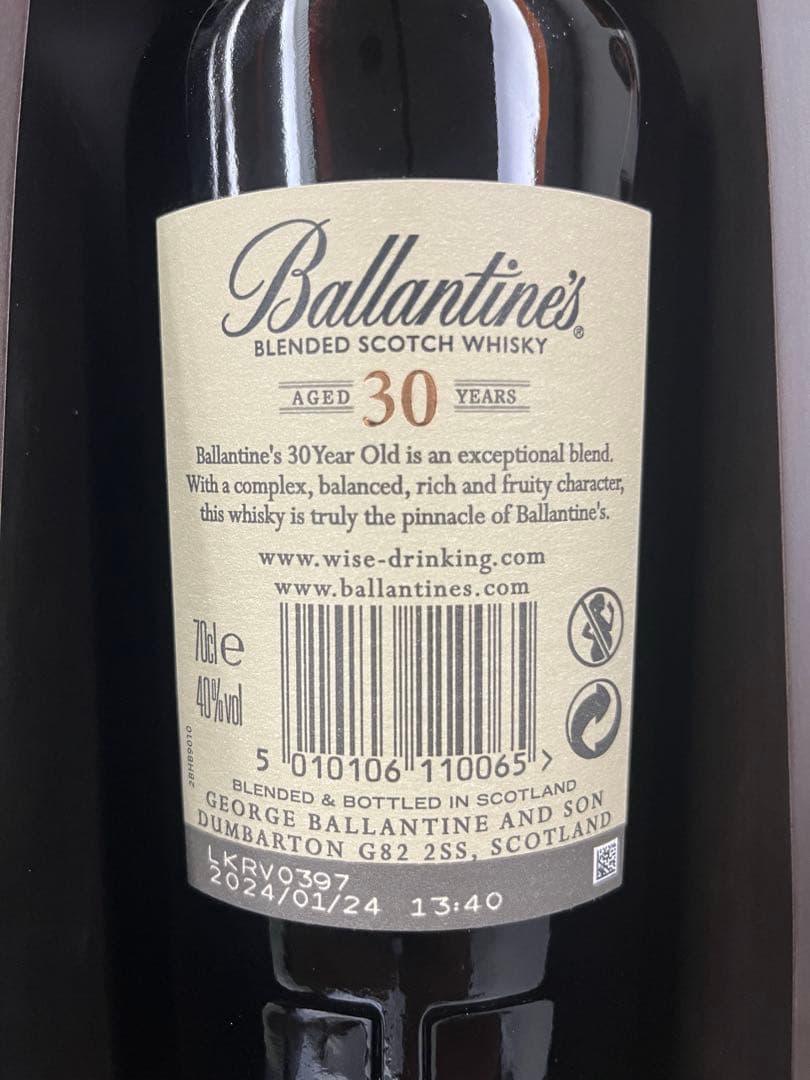 Ballantine's®
BLENDED SCOTCH WHISKY
AGED 30 YEARS
Ballantine's 30 Year Old is an exceptional blend.
With a complex, balanced, rich and fruity character,
this whisky is truly the pinnacle of Ballantine's.
www.wise-drinking.com
www.ballantines.com
70cl e
40%vol
2BHB9010
5 010106 110065 >
BLENDED & BOTTLED IN SCOTLAND
GEORGE BALLANTINE AND SON
DUMBARTON G82 2SS, SCOTLAND
LKRV0397
2024/01/24 13:40